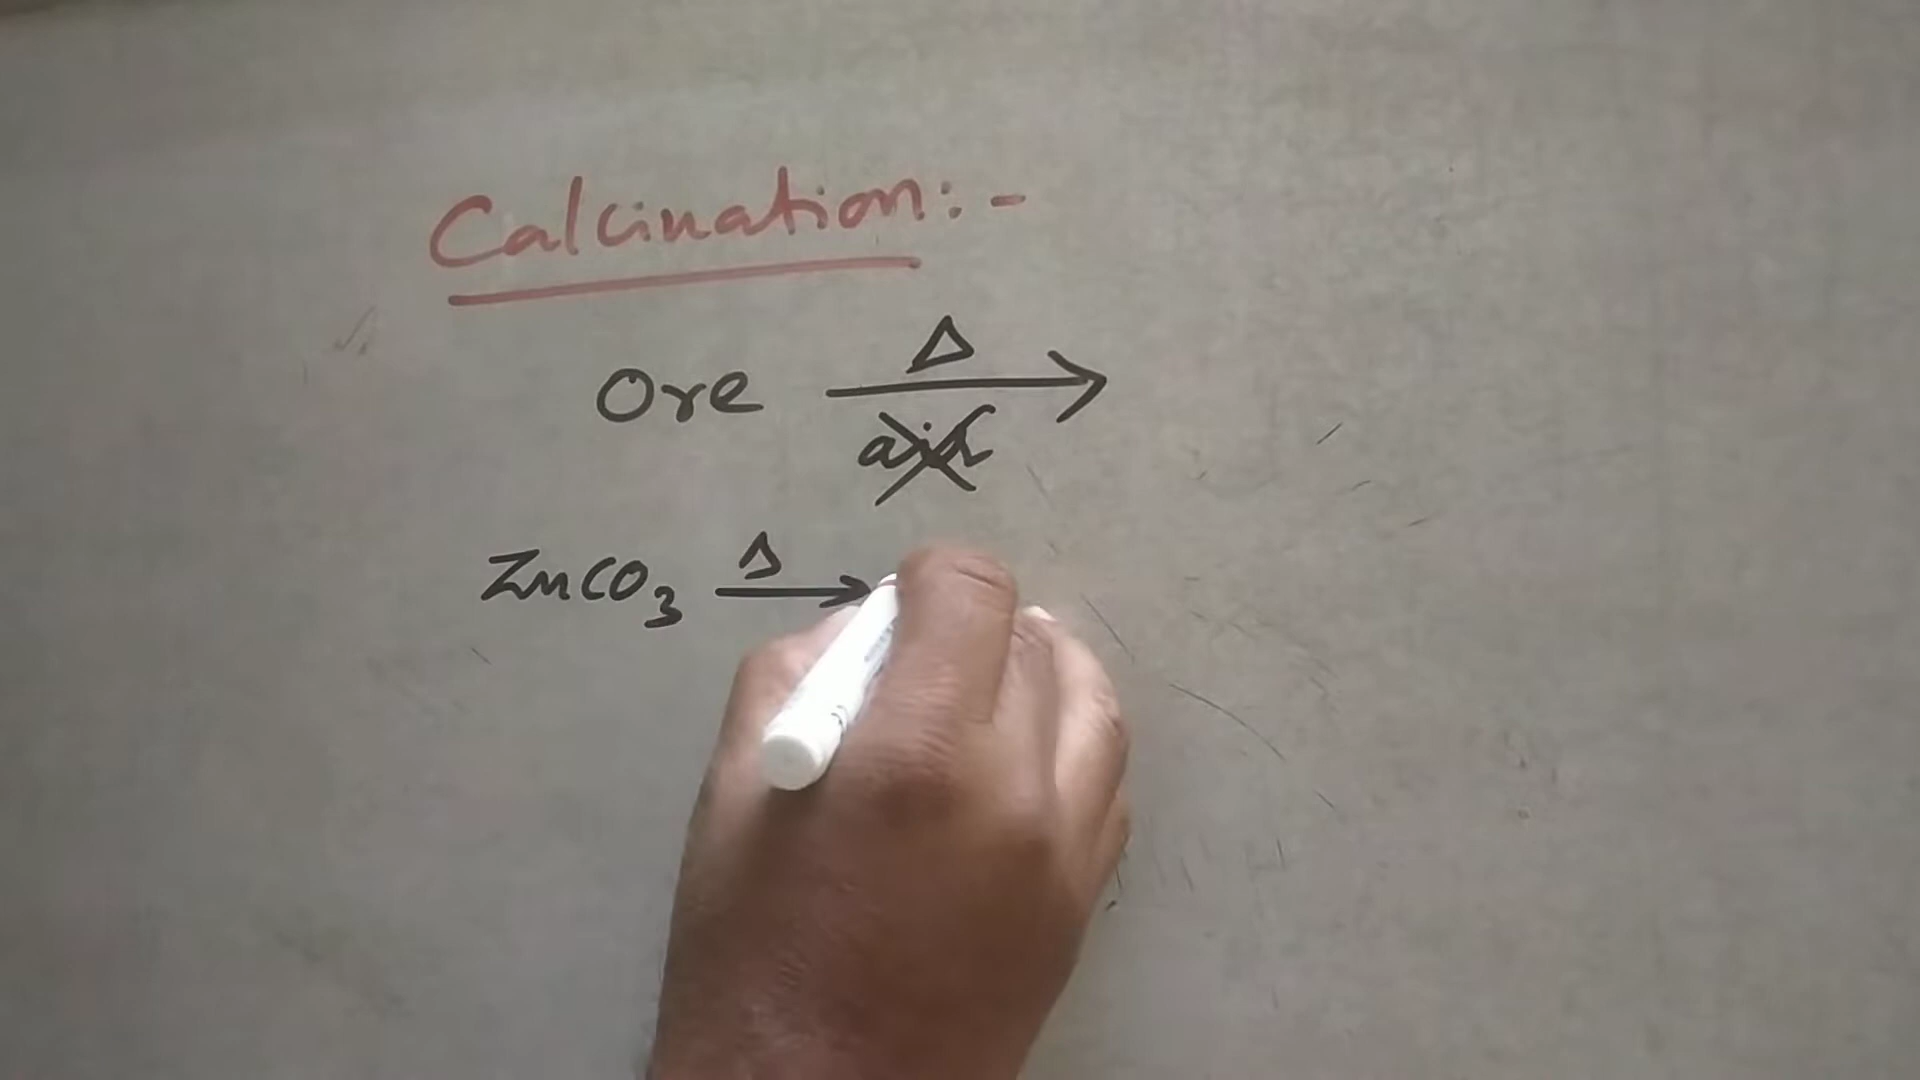 Calcination:-
Ore Δ→
air
ZnCO₃ Δ→